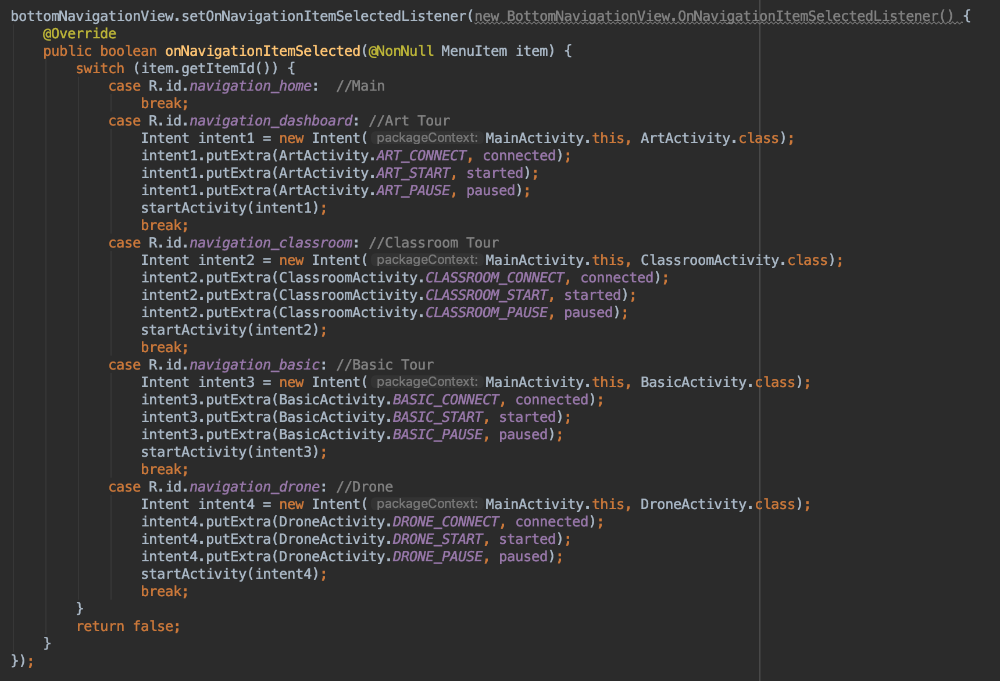 bottomNavigationView.setOnNavigationItemSelectedListener(new BottomNavigationView.OnNavigationItemSelectedListener() {
    @Override
    public boolean onNavigationItemSelected(@NonNull MenuItem item) {
        switch (item.getItemId()) {
            case R.id.navigation_home:  //Main
                break;
            case R.id.navigation_dashboard: //Art Tour
                Intent intent1 = new Intent( packageContext: MainActivity.this, ArtActivity.class);
                intent1.putExtra(ArtActivity.ART_CONNECT, connected);
                intent1.putExtra(ArtActivity.ART_START, started);
                intent1.putExtra(ArtActivity.ART_PAUSE, paused);
                startActivity(intent1);
                break;
            case R.id.navigation_classroom: //Classroom Tour
                Intent intent2 = new Intent( packageContext: MainActivity.this, ClassroomActivity.class);
                intent2.putExtra(ClassroomActivity.CLASSROOM_CONNECT, connected);
                intent2.putExtra(ClassroomActivity.CLASSROOM_START, started);
                intent2.putExtra(ClassroomActivity.CLASSROOM_PAUSE, paused);
                startActivity(intent2);
                break;
            case R.id.navigation_basic: //Basic Tour
                Intent intent3 = new Intent( packageContext: MainActivity.this, BasicActivity.class);
                intent3.putExtra(BasicActivity.BASIC_CONNECT, connected);
                intent3.putExtra(BasicActivity.BASIC_START, started);
                intent3.putExtra(BasicActivity.BASIC_PAUSE, paused);
                startActivity(intent3);
                break;
            case R.id.navigation_drone: //Drone
                Intent intent4 = new Intent( packageContext: MainActivity.this, DroneActivity.class);
                intent4.putExtra(DroneActivity.DRONE_CONNECT, connected);
                intent4.putExtra(DroneActivity.DRONE_START, started);
                intent4.putExtra(DroneActivity.DRONE_PAUSE, paused);
                startActivity(intent4);
                break;
        }
        return false;
    }
});